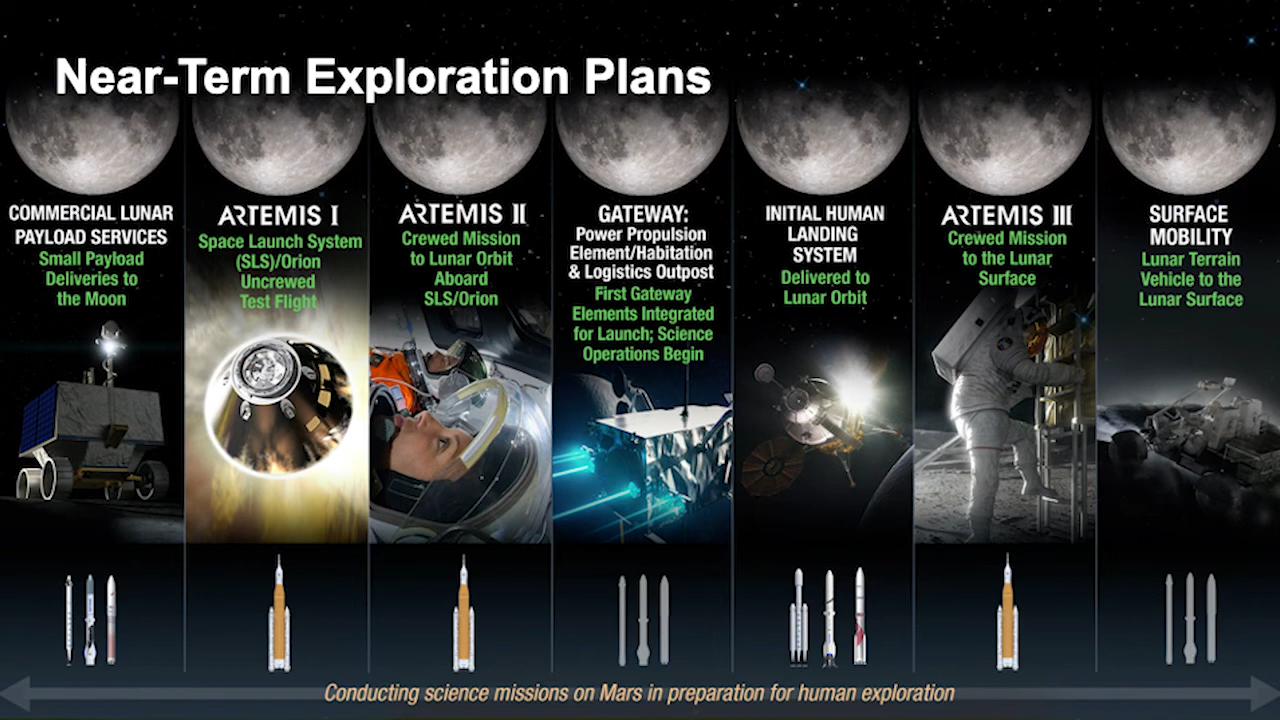 Near-Term Exploration Plans
COMMERCIAL LUNAR
PAYLOAD SERVICES
Small Payload
Deliveries to
the Moon
ARTEMIS I
Space Launch System
(SLS)/Orion
Uncrewed
Test Flight
ARTEMIS II
Crewed Mission
to Lunar Orbit
Aboard
SLS/Orion
GATEWAY:
Power Propulsion
Element/Habitation
& Logistics Outpost
First Gateway
Elements Integrated
for Launch; Science
Operations Begin
INITIAL HUMAN
LANDING
SYSTEM
Delivered to
Lunar Orbit
ARTEMIS III
Crewed Mission
to the Lunar
Surface
SURFACE
MOBILITY
Lunar Terrain
Vehicle to the
Lunar Surface
Conducting science missions on Mars in preparation for human exploration